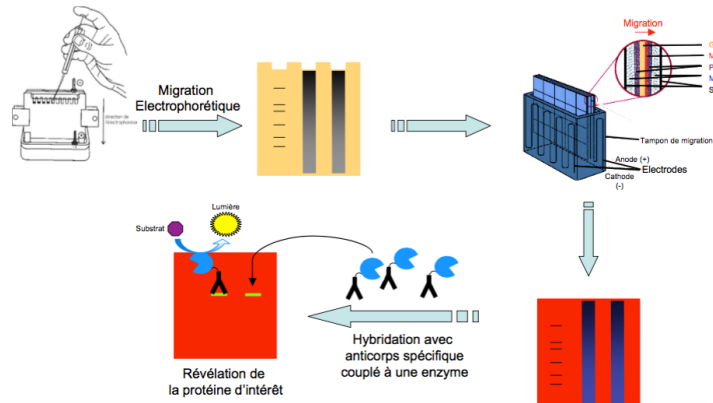 Migration
Electrophorétique
Migration
G
M
P
M
S
Tampon de migration
Anode (+)
Electrodes
Cathode
(-)
Lumière
Substrat
Hybridation avec
anticorps spécifique
couplé à une enzyme
Révélation de
la protéine d'intérêt